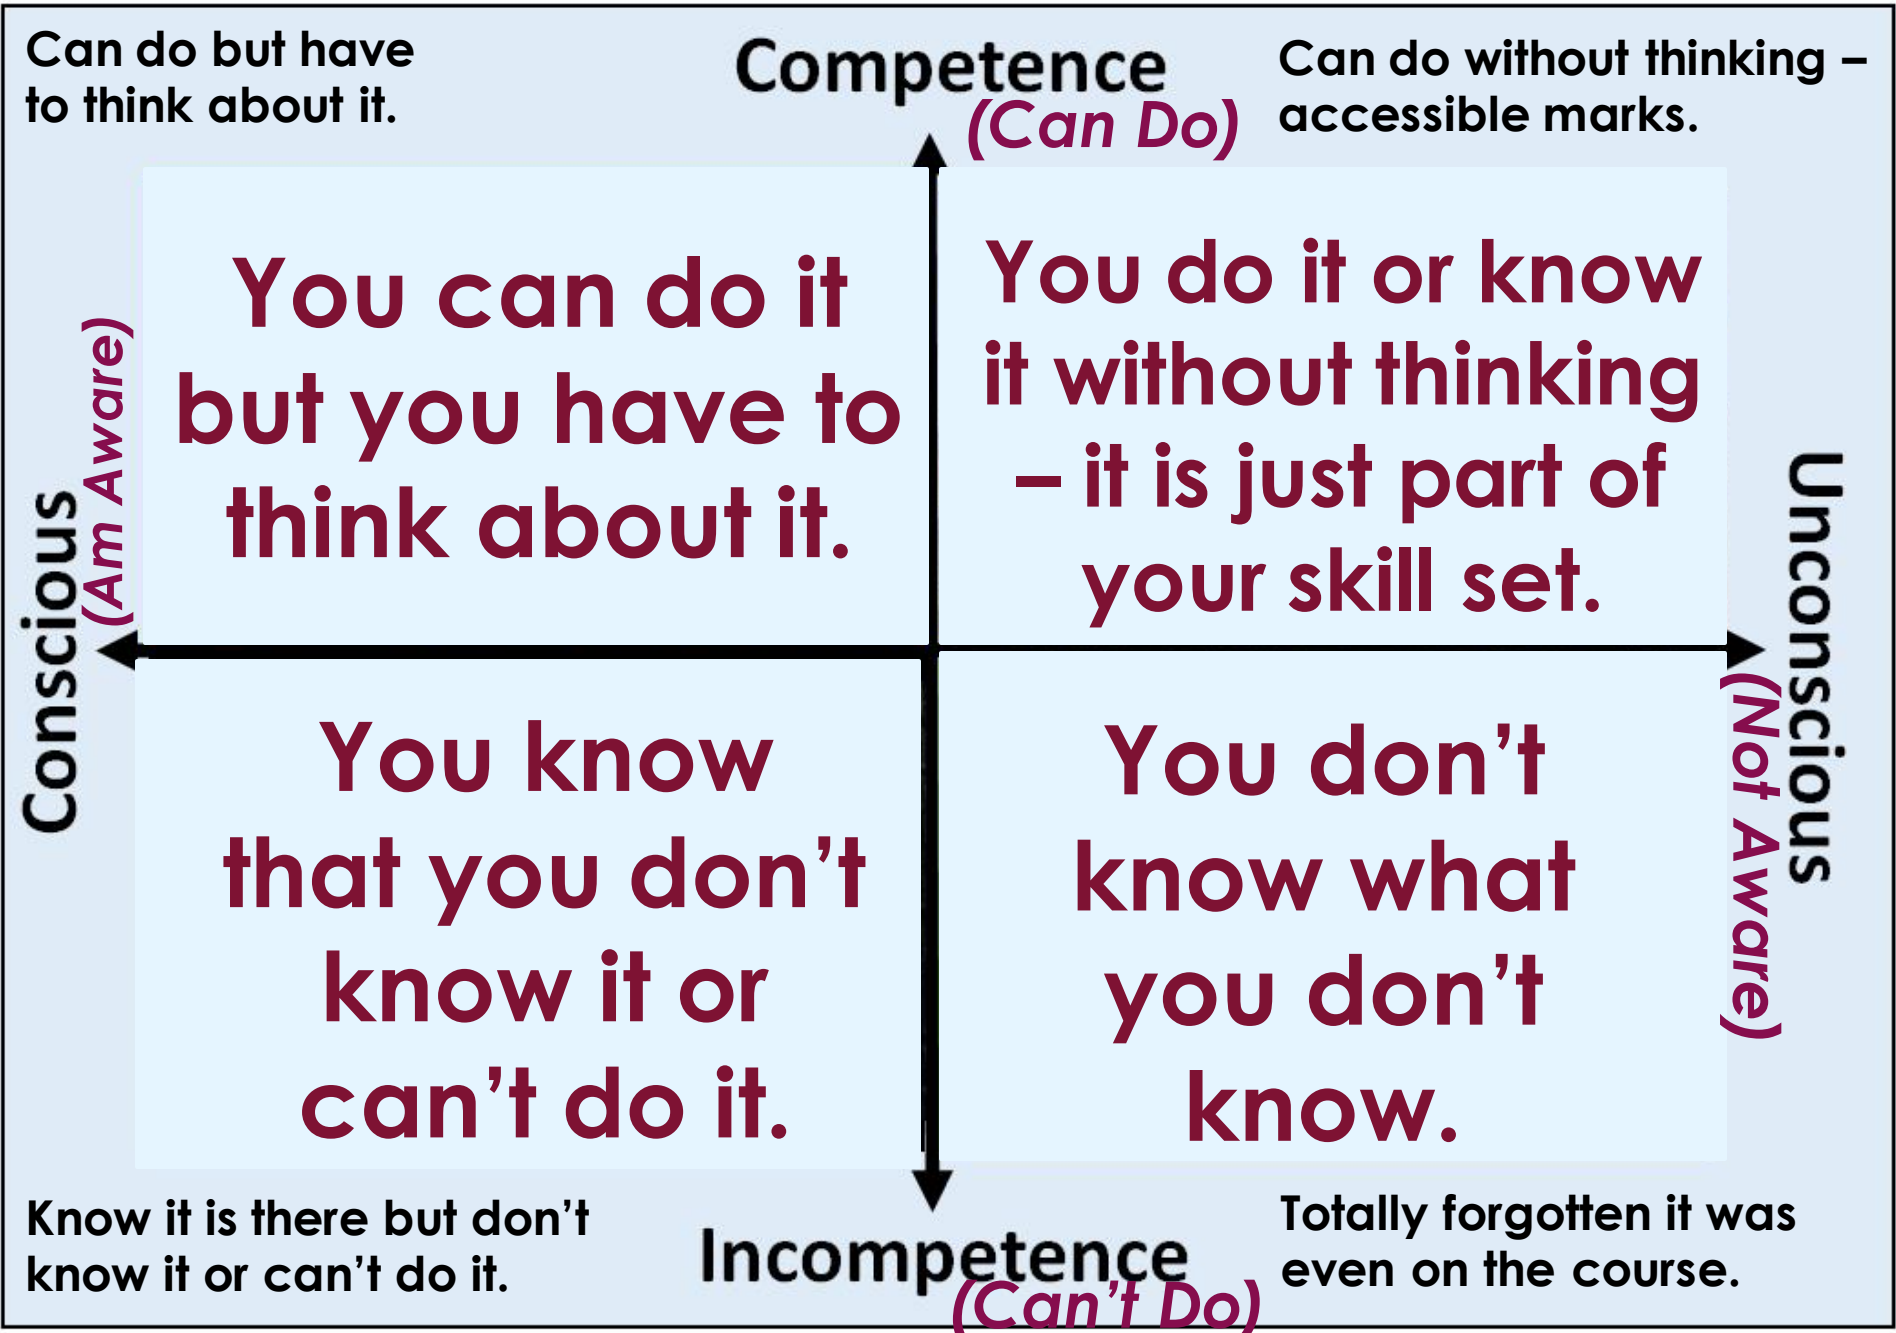 Can do but have
to think about it.
Competence
(Can Do)
Can do without thinking –
accessible marks.
Conscious
(Am Aware)
You can do it
but you have to
think about it.
You do it or know
it without thinking
– it is just part of
your skill set.
Unconscious
(Not Aware)
You know
that you don’t
know it or
can’t do it.
You don’t
know what
you don’t
know.
Know it is there but don’t
know it or can’t do it.
Incompetence
(Can’t Do)
Totally forgotten it was
even on the course.